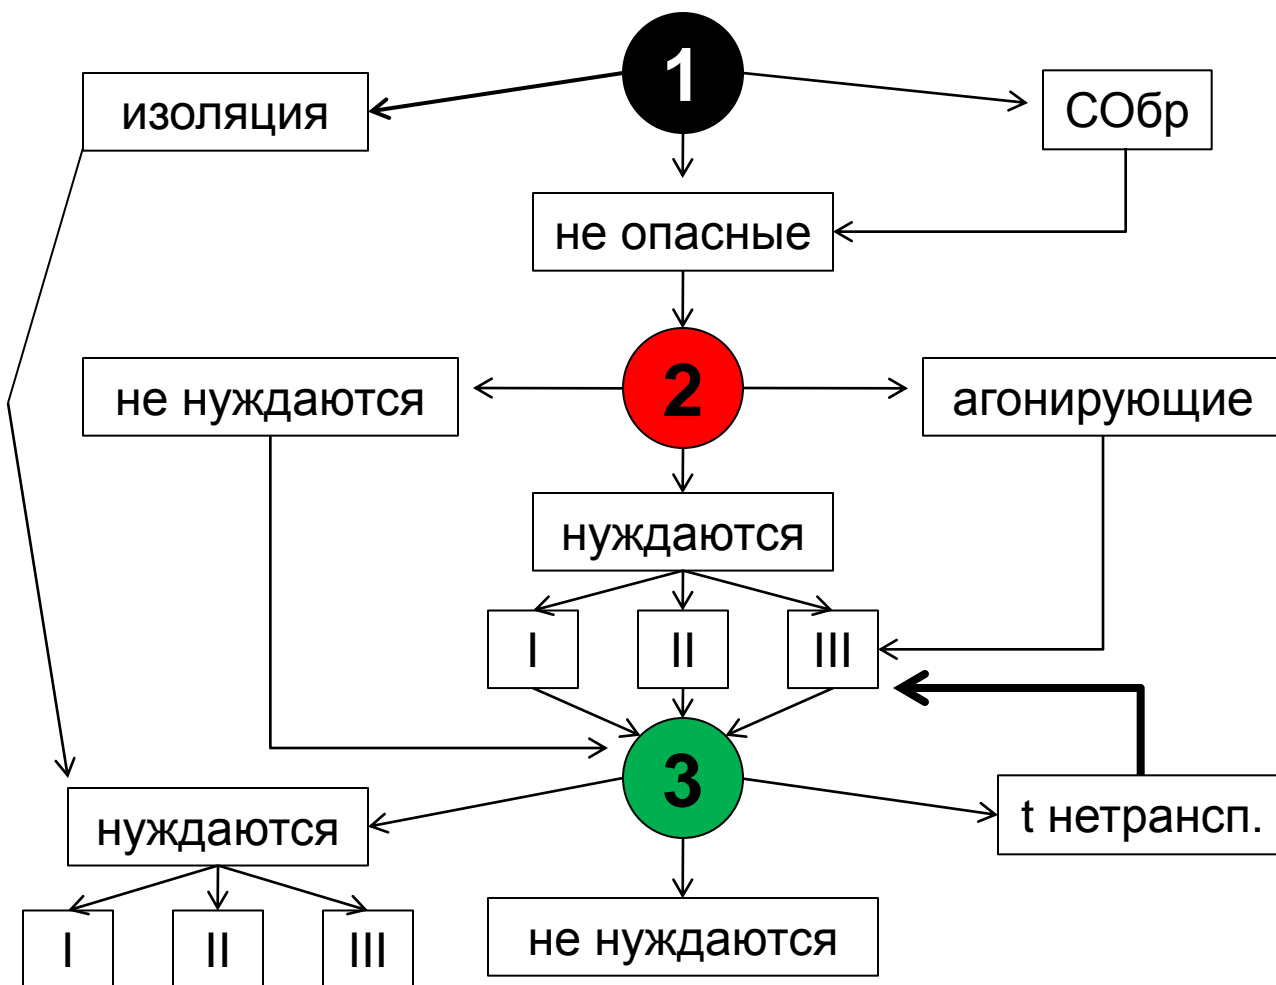 1
изоляция
СОбр
не опасные
не нуждаются
2
агонирующие
нуждаются
I
II
III
3
нуждаются
t нетрансп.
I
II
III
не нуждаются